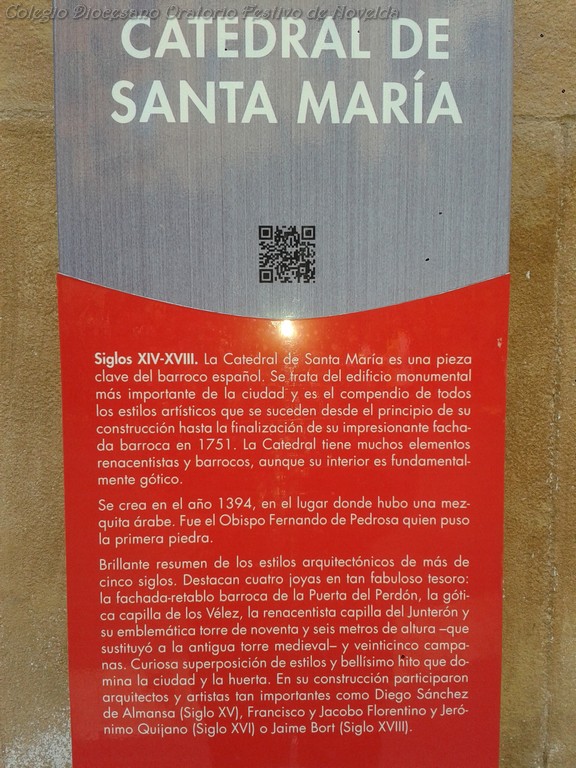 Colegio Diocesano Oratorio Festivo de Novelda
CATEDRAL DE
SANTA MARÍA
Siglos XIV-XVIII. La Catedral de Santa María es una pieza
clave del barroco español. Se trata del edificio monumental
más importante de la ciudad y es el compendio de todos
los estilos artísticos que se suceden desde el principio de su
construcción hasta la finalización de su impresionante facha-
da barroca en 1751. La Catedral tiene muchos elementos
renacentistas y barrocos, aunque su interior es fundamental-
mente gótico.
Se crea en el año 1394, en el lugar donde hubo una mez-
quita árabe. Fue el Obispo Fernando de Pedrosa quien puso
la primera piedra.
Brillante resumen de los estilos arquitectónicos de más de
cinco siglos. Destacan cuatro joyas en tan fabuloso tesoro:
la fachada-retablo barroca de la Puerta del Perdón, la góti-
ca capilla de los Vélez, la renacentista capilla del Junterón y
su emblemática torre de noventa y seis metros de altura –que
sustituyó a la antigua torre medieval– y veinticinco campa-
nas. Curiosa superposición de estilos y bellísimo hito que do-
mina la ciudad y la huerta. En su construcción participaron
arquitectos y artistas tan importantes como Diego Sánchez
de Almansa (Siglo XV), Francisco y Jacobo Florentino y Jeró-
nimo Quijano (Siglo XVI) o Jaime Bort (Siglo XVIII).